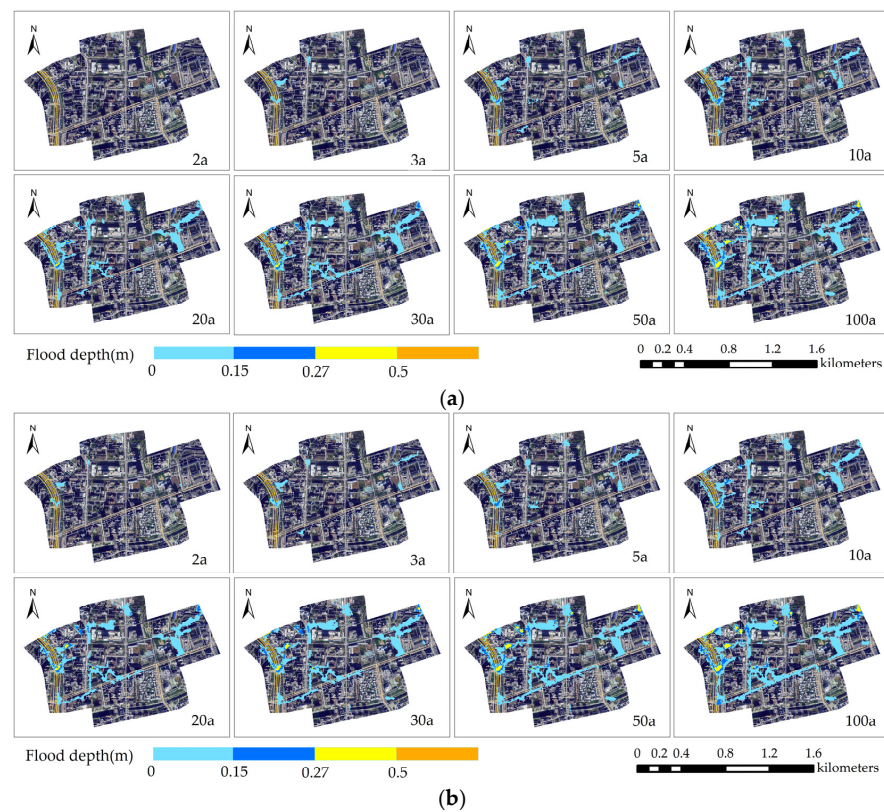 N N N N
2a 3a 5a 10a
N N N N
20a 30a 50a 100a
Flood depth(m)
0 0.15 0.27 0.5
0 0.2 0.4 0.8 1.2 1.6
kilometers
(a)
N N N N
2a 3a 5a 10a
N N N N
20a 30a 50a 100a
Flood depth(m)
0 0.15 0.27 0.5
0 0.2 0.4 0.8 1.2 1.6
kilometers
(b)